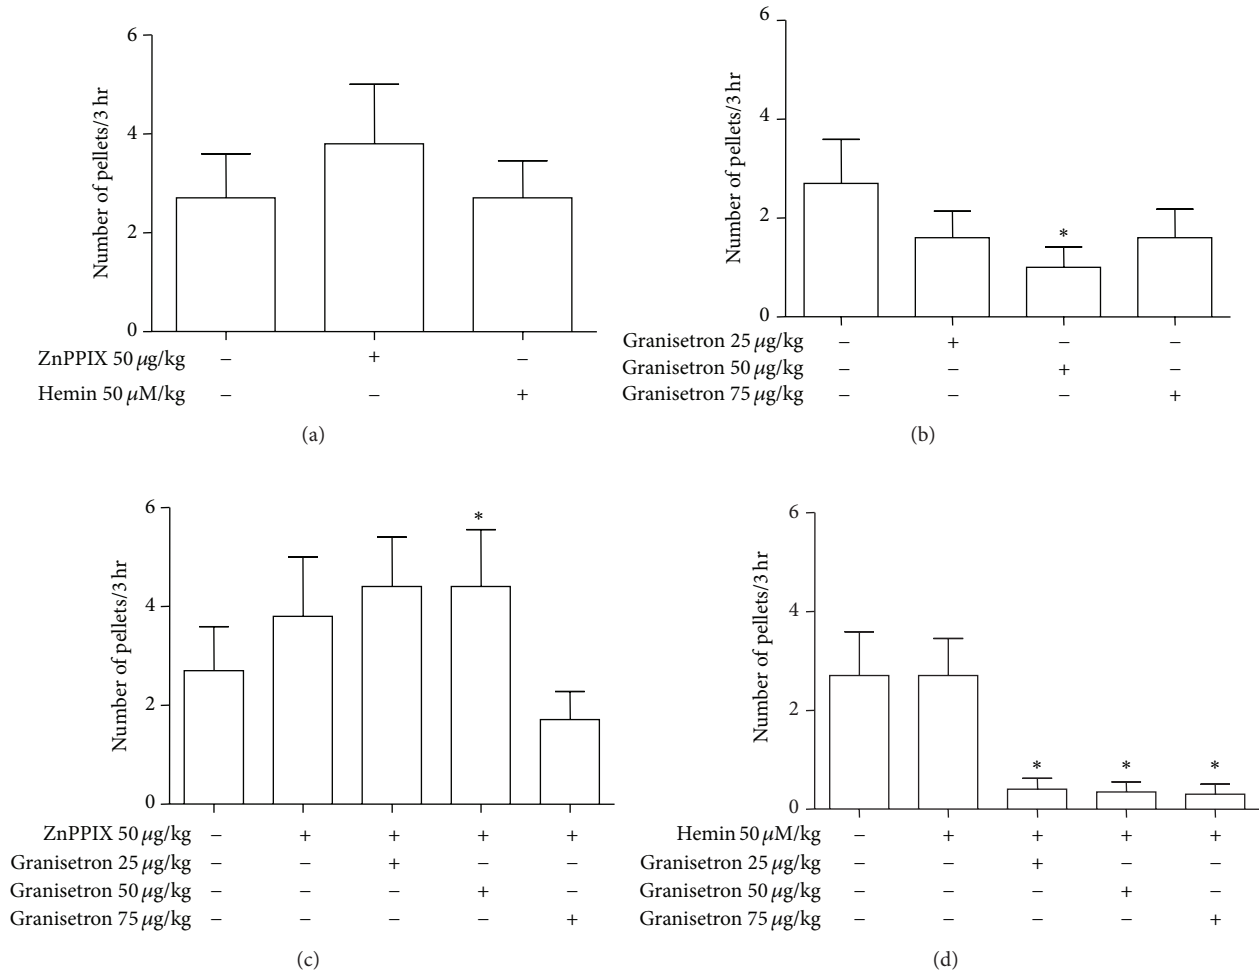 6
4
2
0
Number of pellets/3 hr
ZnPPIX 50 μg/kg − + −
Hemin 50 μM/kg − − +
(a)
6
4
2
0
Number of pellets/3 hr
*
Granisetron 25 μg/kg − + − −
Granisetron 50 μg/kg − − + −
Granisetron 75 μg/kg − − − +
(b)
6
4
2
0
Number of pellets/3 hr
*
ZnPPIX 50 μg/kg − + + + +
Granisetron 25 μg/kg − − + − −
Granisetron 50 μg/kg − − − + −
Granisetron 75 μg/kg − − − − +
(c)
6
4
2
0
Number of pellets/3 hr
* * *
Hemin 50 μM/kg − + + + +
Granisetron 25 μg/kg − − + − −
Granisetron 50 μg/kg − − − + −
Granisetron 75 μg/kg − − − − +
(d)